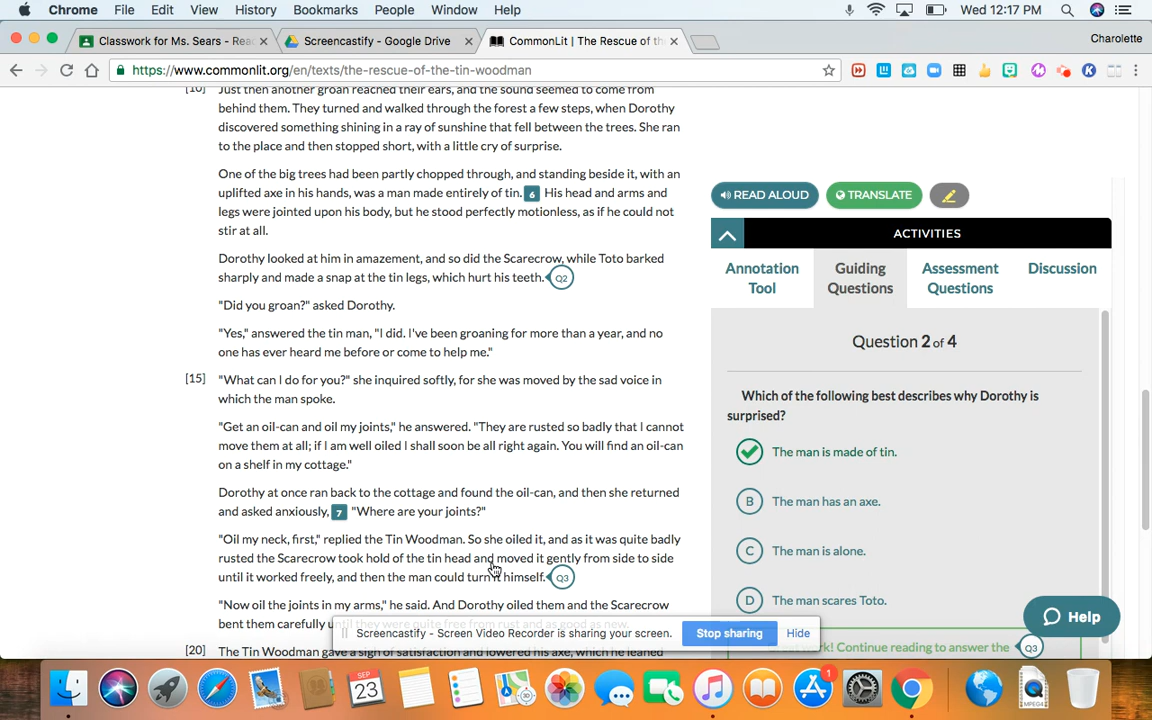 Chrome File Edit View History Bookmarks People Window Help Wed 12:17 PM
Classwork for Ms. Sears - Rea Screencastify - Google Drive CommonLit | The Rescue of th Charolette
https://www.commonlit.org/en/texts/the-rescue-of-the-tin-woodman
[10] Just then another groan reached their ears, and the sound seemed to come from
behind them. They turned and walked through the forest a few steps, when Dorothy
discovered something shining in a ray of sunshine that fell between the trees. She ran
to the place and then stopped short, with a little cry of surprise.
One of the big trees had been partly chopped through, and standing beside it, with an
uplifted axe in his hands, was a man made entirely of tin. 6 His head and arms and
legs were jointed upon his body, but he stood perfectly motionless, as if he could not
stir at all.
Dorothy looked at him in amazement, and so did the Scarecrow, while Toto barked
sharply and made a snap at the tin legs, which hurt his teeth. Q2
"Did you groan?" asked Dorothy.
"Yes," answered the tin man, "I did. I've been groaning for more than a year, and no
one has ever heard me before or come to help me."
[15] "What can I do for you?" she inquired softly, for she was moved by the sad voice in
which the man spoke.
"Get an oil-can and oil my joints," he answered. "They are rusted so badly that I cannot
move them at all; if I am well oiled I shall soon be all right again. You will find an oil-can
on a shelf in my cottage."
Dorothy at once ran back to the cottage and found the oil-can, and then she returned
and asked anxiously, 7 "Where are your joints?"
"Oil my neck, first," replied the Tin Woodman. So she oiled it, and as it was quite badly
rusted the Scarecrow took hold of the tin head and moved it gently from side to side
until it worked freely, and then the man could turn it himself. Q3
"Now oil the joints in my arms," he said. And Dorothy oiled them and the Scarecrow
bent them carefully until they were quite free from rust and as good as new.
[20] The Tin Woodman gave a sign of satisfaction and lowered his axe, which he leaned
READ ALOUD TRANSLATE
ACTIVITIES
Annotation Tool
Guiding Questions
Assessment Questions
Discussion
Question 2 of 4
Which of the following best describes why Dorothy is
surprised?
The man is made of tin.
B The man has an axe.
C The man is alone.
D The man scares Toto.
work! Continue reading to answer the Q3
Help
Screencastify - Screen Video Recorder is sharing your screen. Stop sharing Hide
SEP
23
1
MPEG4